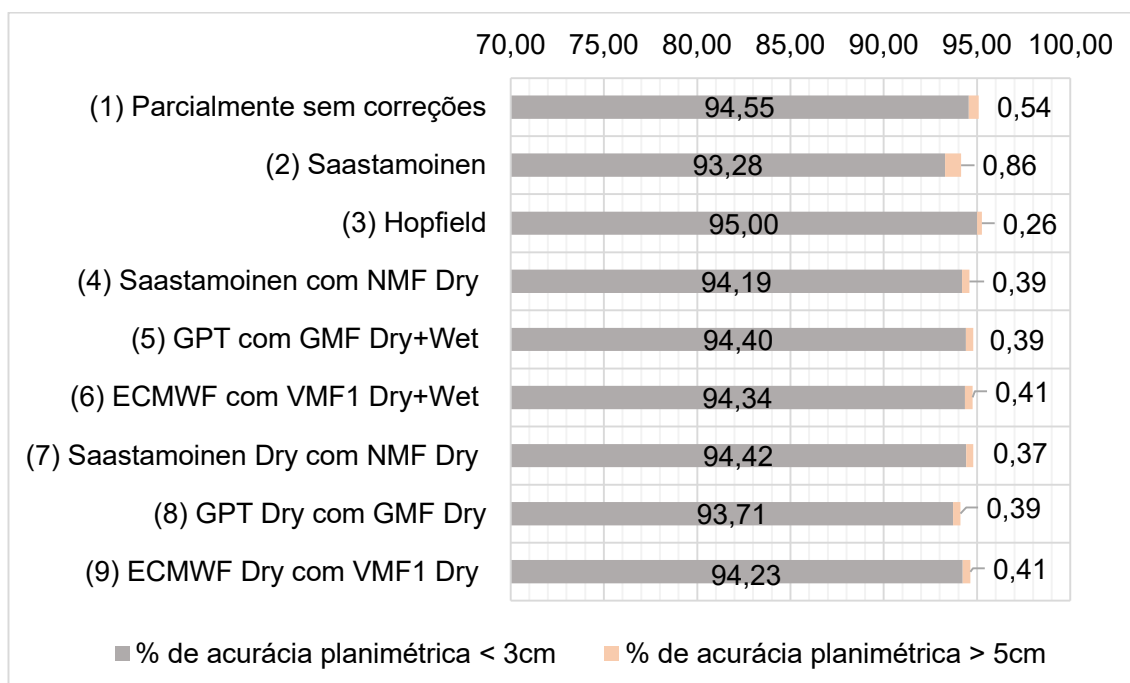 70,00 75,00 80,00 85,00 90,00 95,00 100,00
(1) Parcialmente sem correções 94,55 0,54
(2) Saastamoinen 93,28 0,86
(3) Hopfield 95,00 0,26
(4) Saastamoinen com NMF Dry 94,19 0,39
(5) GPT com GMF Dry+Wet 94,40 0,39
(6) ECMWF com VMF1 Dry+Wet 94,34 0,41
(7) Saastamoinen Dry com NMF Dry 94,42 0,37
(8) GPT Dry com GMF Dry 93,71 0,39
(9) ECMWF Dry com VMF1 Dry 94,23 0,41
% de acurácia planimétrica < 3cm % de acurácia planimétrica > 5cm